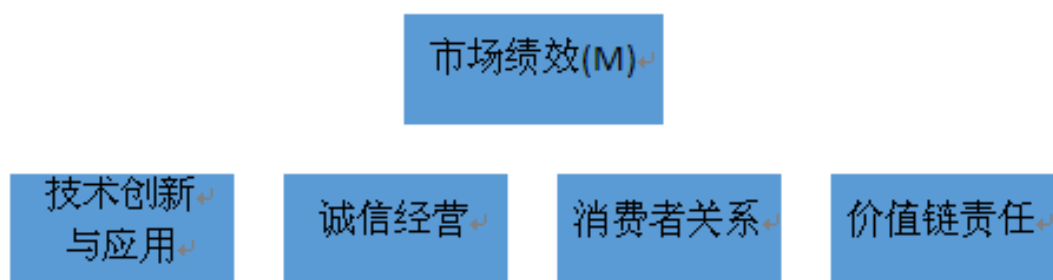 市场绩效(M)
技术创新
与应用
诚信经营
消费者关系
价值链责任